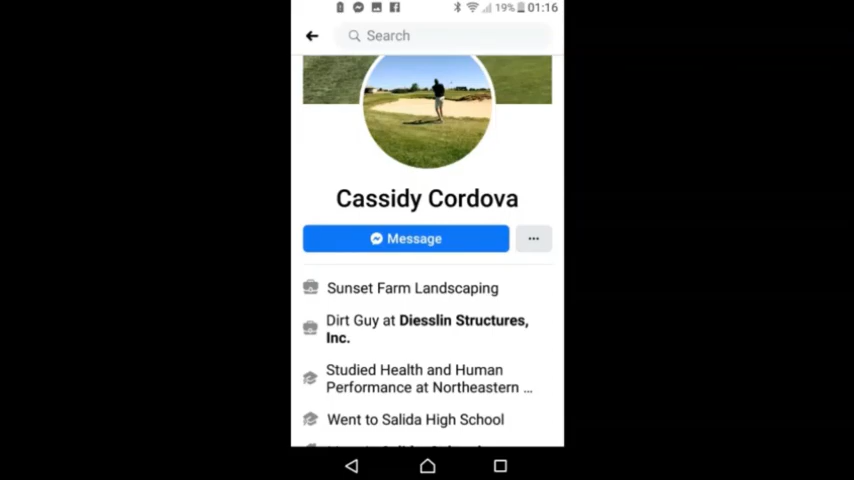 19% 01:16
Search
Cassidy Cordova
Message
Sunset Farm Landscaping
Dirt Guy at Diesslin Structures,
Inc.
Studied Health and Human
Performance at Northeastern ...
Went to Salida High School